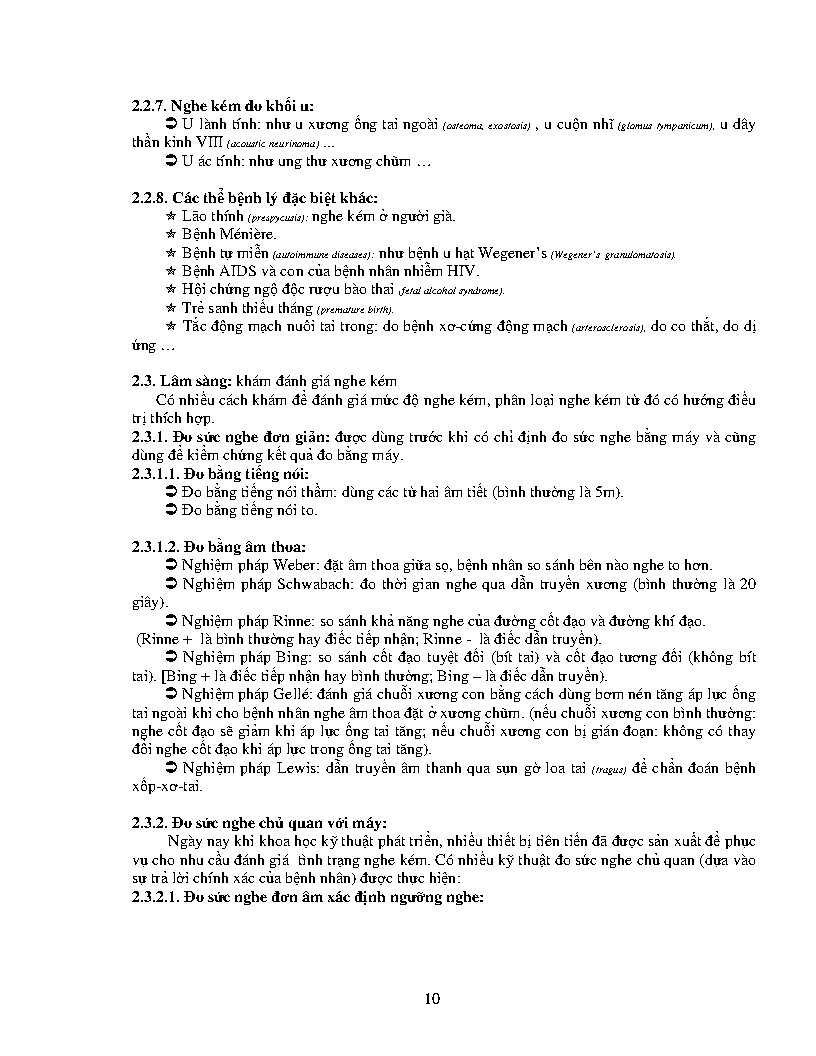 2.2.7. Nghe kém do khối u:
➲ U lành tính: như u xương ống tai ngoài (osteoma, exostosis) , u cuộn nhĩ (glomus tympanicum), u dây
thần kinh VIII (acoustic neurinoma) …
➲ U ác tính: như ung thư xương chũm …
2.2.8. Các thể bệnh lý đặc biệt khác:
✯ Lão thính (prespycusis): nghe kém ở người già.
✯ Bệnh Ménière.
✯ Bệnh tự miễn (autoimmune diseases): như bệnh u hạt Wegener’s (Wegener’s granulomatosis).
✯ Bệnh AIDS và con của bệnh nhân nhiễm HIV.
✯ Hội chứng ngộ độc rượu bào thai (fetal alcohol syndrome).
✯ Trẻ sanh thiếu tháng (premature birth).
✯ Tắc động mạch nuôi tai trong: do bệnh xơ-cứng động mạch (arterosclerosis), do co thắt, do dị
ứng …
2.3. Lâm sàng: khám đánh giá nghe kém
Có nhiều cách khám để đánh giá mức độ nghe kém, phân loại nghe kém từ đó có hướng điều
trị thích hợp.
2.3.1. Đo sức nghe đơn giản: được dùng trước khi có chỉ định đo sức nghe bằng máy và cũng
dùng để kiểm chứng kết quả đo bằng máy.
2.3.1.1. Đo bằng tiếng nói:
➲ Đo bằng tiếng nói thầm: dùng các từ hai âm tiết (bình thường là 5m).
➲ Đo bằng tiếng nói to.
2.3.1.2. Đo bằng âm thoa:
➲ Nghiệm pháp Weber: đặt âm thoa giữa sọ, bệnh nhân so sánh bên nào nghe to hơn.
➲ Nghiệm pháp Schwabach: đo thời gian nghe qua dẫn truyền xương (bình thường là 20
giây).
➲ Nghiệm pháp Rinne: so sánh khả năng nghe của đường cốt đạo và đường khí đạo.
(Rinne + là bình thường hay điếc tiếp nhận; Rinne - là điếc dẫn truyền).
➲ Nghiệm pháp Bing: so sánh cốt đạo tuyệt đối (bít tai) và cốt đạo tương đối (không bít
tai). [Bing + là điếc tiếp nhận hay bình thường; Bing – là điếc dẫn truyền).
➲ Nghiệm pháp Gellé: đánh giá chuỗi xương con bằng cách dùng bơm nén tăng áp lực ống
tai ngoài khi cho bệnh nhân nghe âm thoa đặt ở xương chũm. (nếu chuỗi xương con bình thường:
nghe cốt đạo sẽ giảm khi áp lực ống tai tăng; nếu chuỗi xương con bị gián đoạn: không có thay
đổi nghe cốt đạo khi áp lực trong ống tai tăng).
➲ Nghiệm pháp Lewis: dẫn truyền âm thanh qua sụn gờ loa tai (tragus) để chẩn đoán bệnh
xốp-xơ-tai.
2.3.2. Đo sức nghe chủ quan với máy:
Ngày nay khi khoa học kỹ thuật phát triển, nhiều thiết bị tiên tiến đã được sản xuất để phục
vụ cho nhu cầu đánh giá tình trạng nghe kém. Có nhiều kỹ thuật đo sức nghe chủ quan (dựa vào
sự trả lời chính xác của bệnh nhân) được thực hiện:
2.3.2.1. Đo sức nghe đơn âm xác định ngưỡng nghe:
10